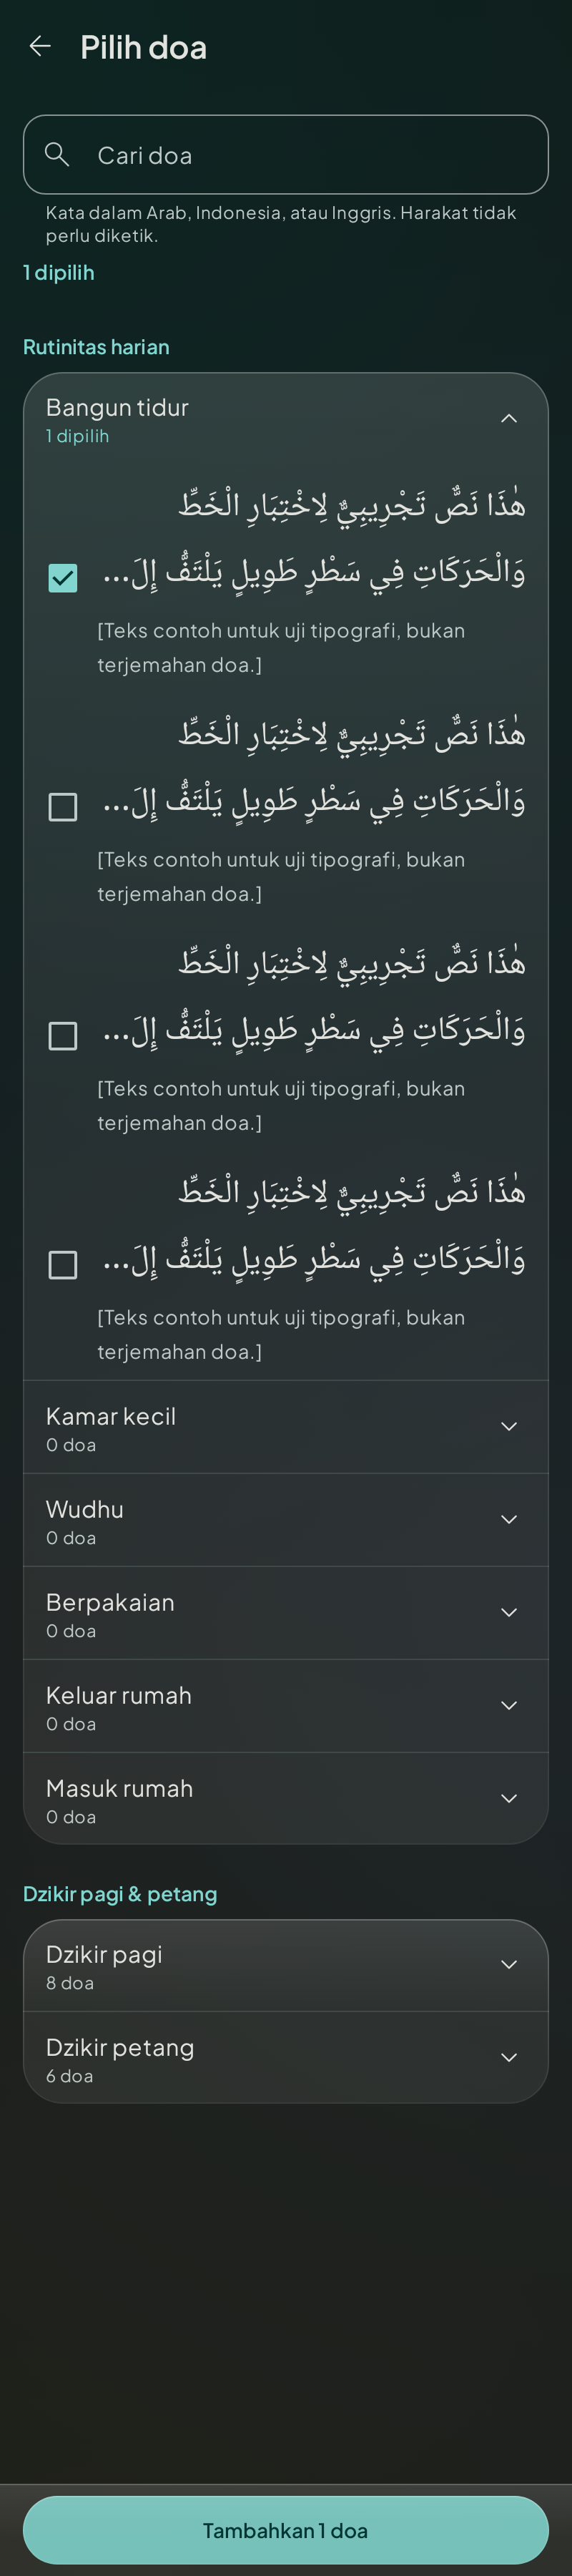 Pilih doa
Cari doa
Kata dalam Arab, Indonesia, atau Inggris. Harakat tidak
perlu diketik.
1 dipilih
Rutinitas harian
Bangun tidur
1 dipilih
هٰذَا نَصٌّ تَجْرِيبِيٌّ لِاخْتِبَارِ الْخَطِّ
وَالْحَرَكَاتِ فِي سَطْرٍ طَوِيلٍ يَلْتَفُّ إِلَ...
[Teks contoh untuk uji tipografi, bukan
terjemahan doa.]
هٰذَا نَصٌّ تَجْرِيبِيٌّ لِاخْتِبَارِ الْخَطِّ
وَالْحَرَكَاتِ فِي سَطْرٍ طَوِيلٍ يَلْتَفُّ إِلَ...
[Teks contoh untuk uji tipografi, bukan
terjemahan doa.]
هٰذَا نَصٌّ تَجْرِيبِيٌّ لِاخْتِبَارِ الْخَطِّ
وَالْحَرَكَاتِ فِي سَطْرٍ طَوِيلٍ يَلْتَفُّ إِلَ...
[Teks contoh untuk uji tipografi, bukan
terjemahan doa.]
هٰذَا نَصٌّ تَجْرِيبِيٌّ لِاخْتِبَارِ الْخَطِّ
وَالْحَرَكَاتِ فِي سَطْرٍ طَوِيلٍ يَلْتَفُّ إِلَ...
[Teks contoh untuk uji tipografi, bukan
terjemahan doa.]
Kamar kecil
0 doa
Wudhu
0 doa
Berpakaian
0 doa
Keluar rumah
0 doa
Masuk rumah
0 doa
Dzikir pagi & petang
Dzikir pagi
8 doa
Dzikir petang
6 doa
Tambahkan 1 doa